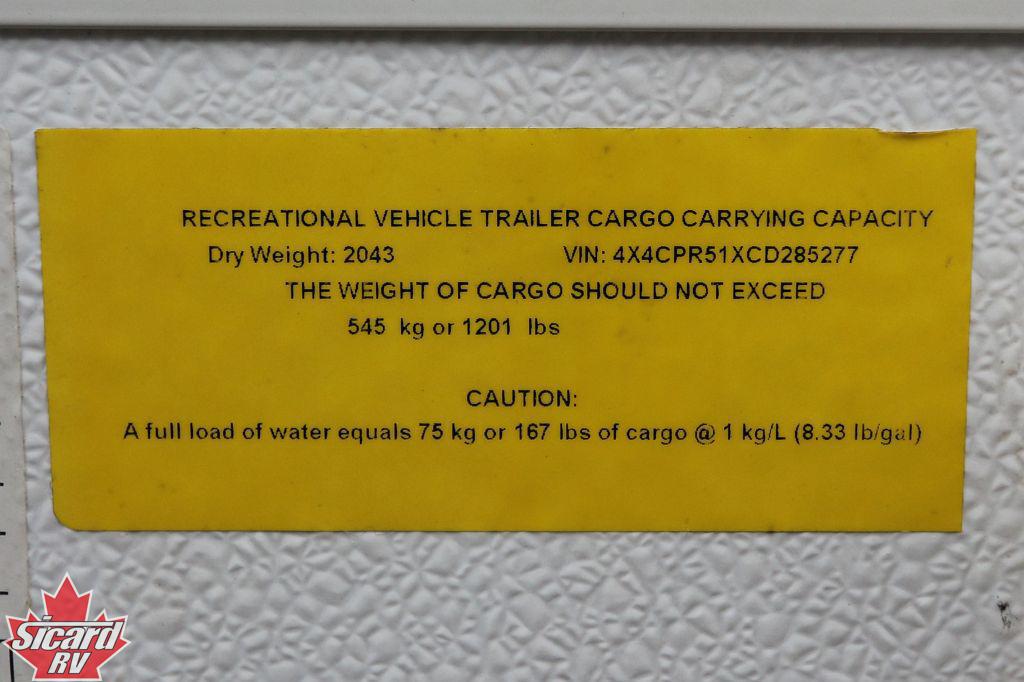 RECREATIONAL VEHICLE TRAILER CARGO CARRYING CAPACITY
Dry Weight: 2043 VIN: 4X4CPR51XCD285277
THE WEIGHT OF CARGO SHOULD NOT EXCEED
545 kg or 1201 lbs
CAUTION:
A full load of water equals 75 kg or 167 lbs of cargo @ 1 kg/L (8.33 lb/gal)
Sicard
RV